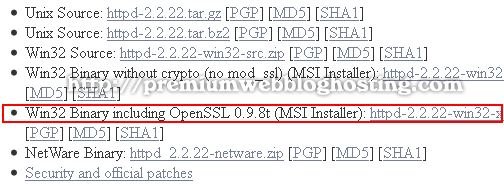 Unix Source: httpd-2.2.22.tar.gz [PGP] [MD5] [SHA1]
Unix Source: httpd-2.2.22.tar.bz2 [PGP] [MD5] [SHA1]
Win32 Source: httpd-2.2.22-win32-src.zip [PGP] [MD5] [SHA1]
Win32 Binary without crypto (no mod_ssl) (MSI Installer): httpd-2.2.22-win32-
http://premiumwebbloghosting.com
[MD5] [SHA1]
Win32 Binary including OpenSSL 0.9.8t (MSI Installer): httpd-2.2.22-win32-x
[PGP] [MD5] [SHA1]
NetWare Binary: httpd_2.2.22-netware.zip [PGP] [MD5] [SHA1]
Security and official patches